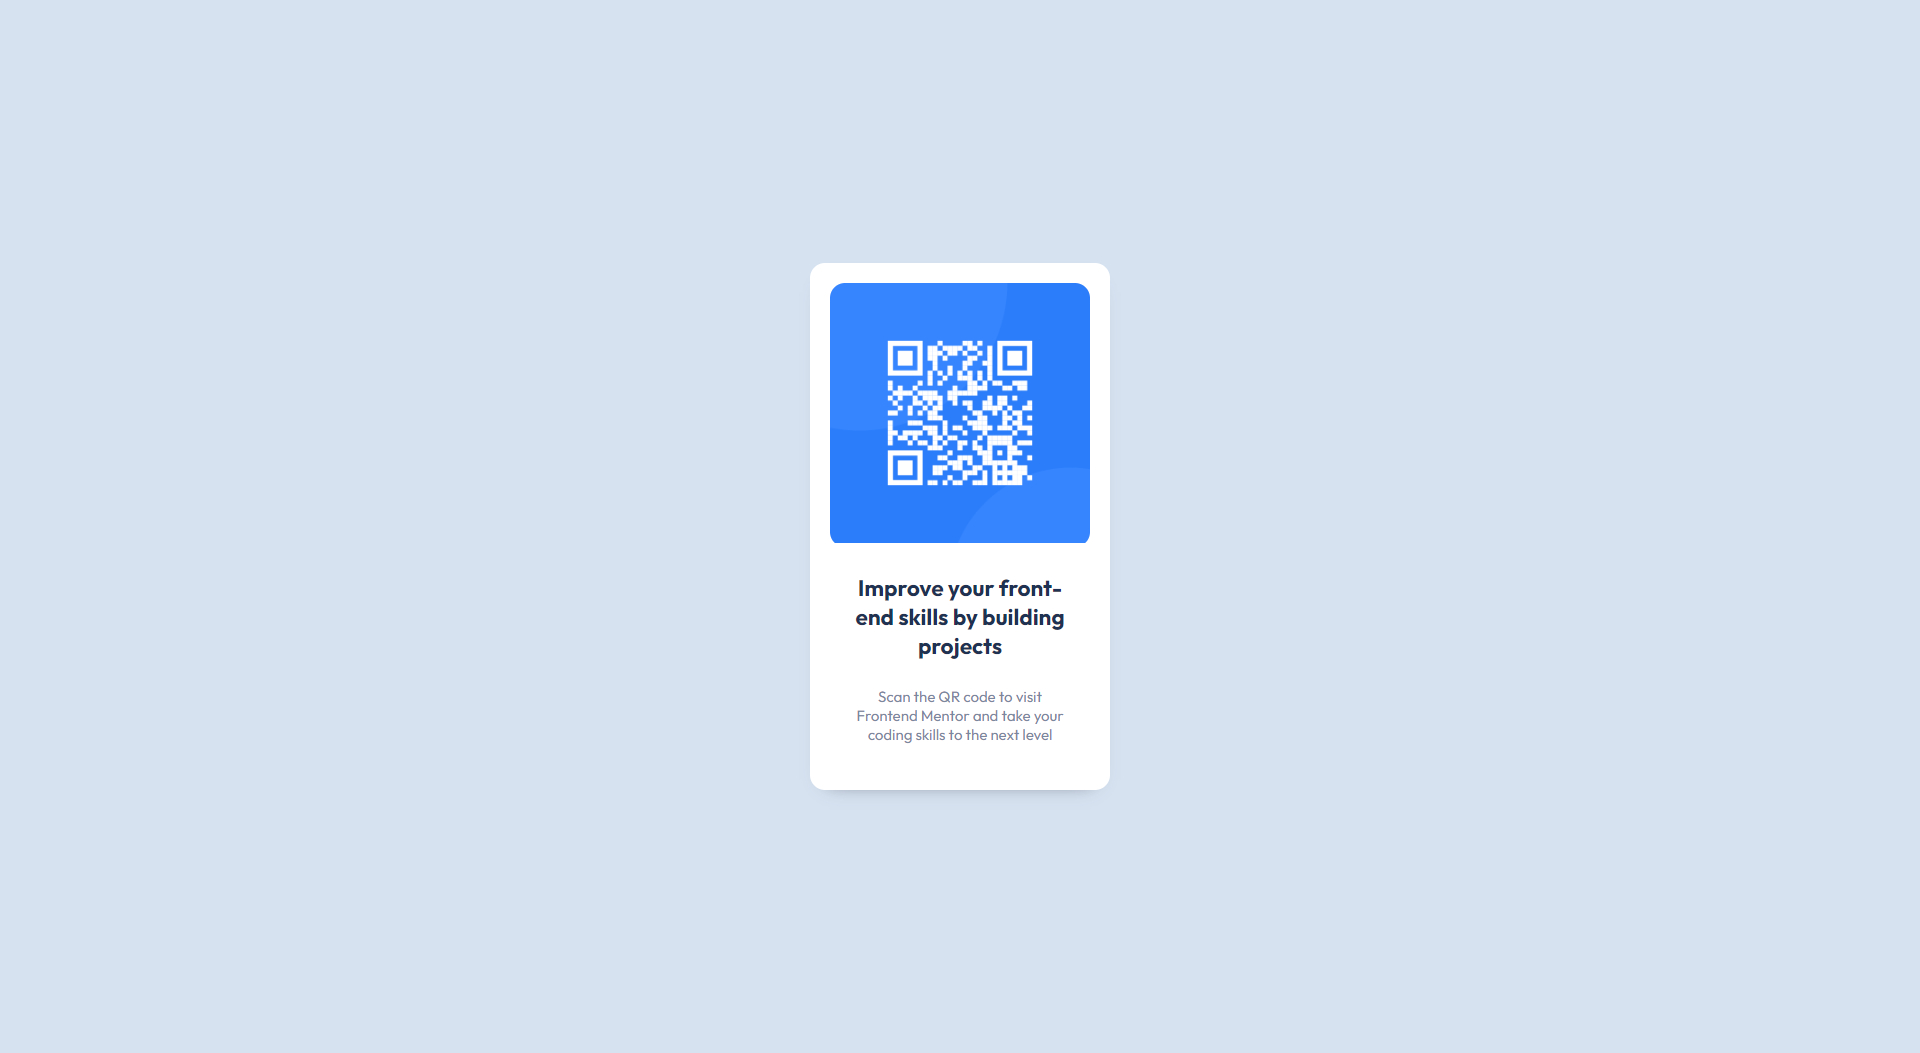 Improve your front-
end skills by building
projects
Scan the QR code to visit
Frontend Mentor and take your
coding skills to the next level